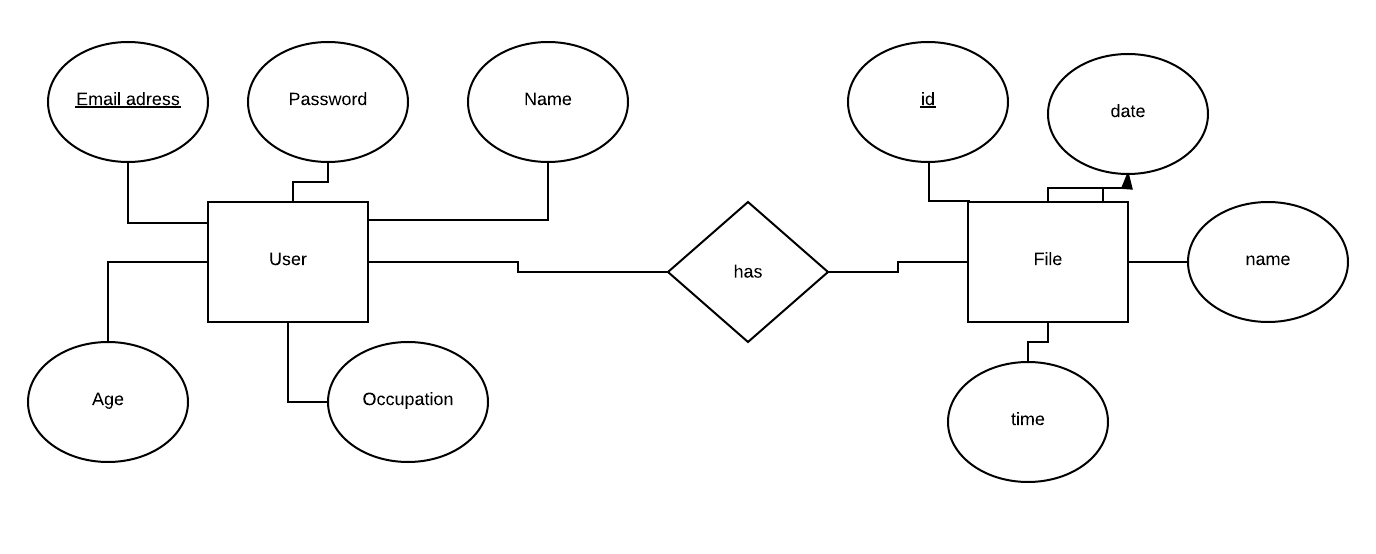 Email adress
Password
Name
id
date
User
has
File
name
Age
Occupation
time